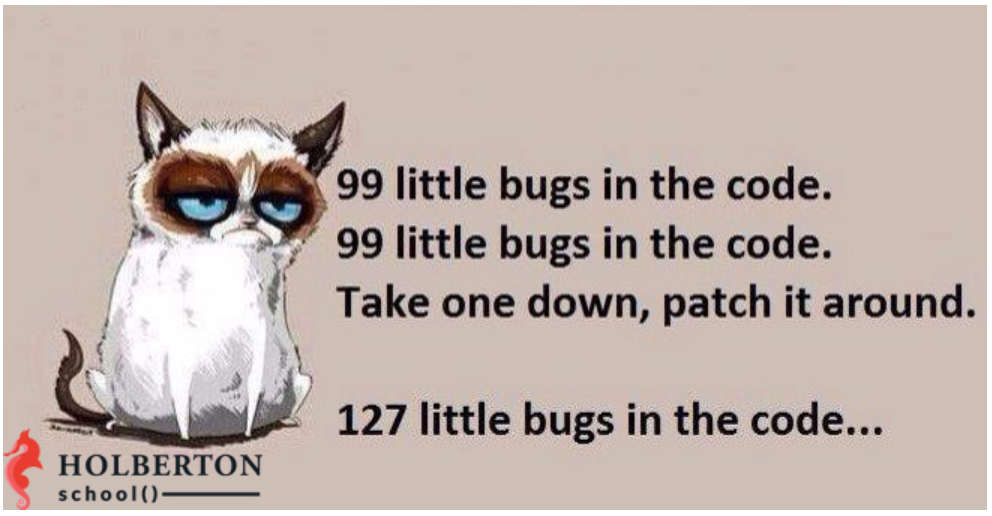 99 little bugs in the code.
99 little bugs in the code.
Take one down, patch it around.
127 little bugs in the code...
HOLBERTON
school()